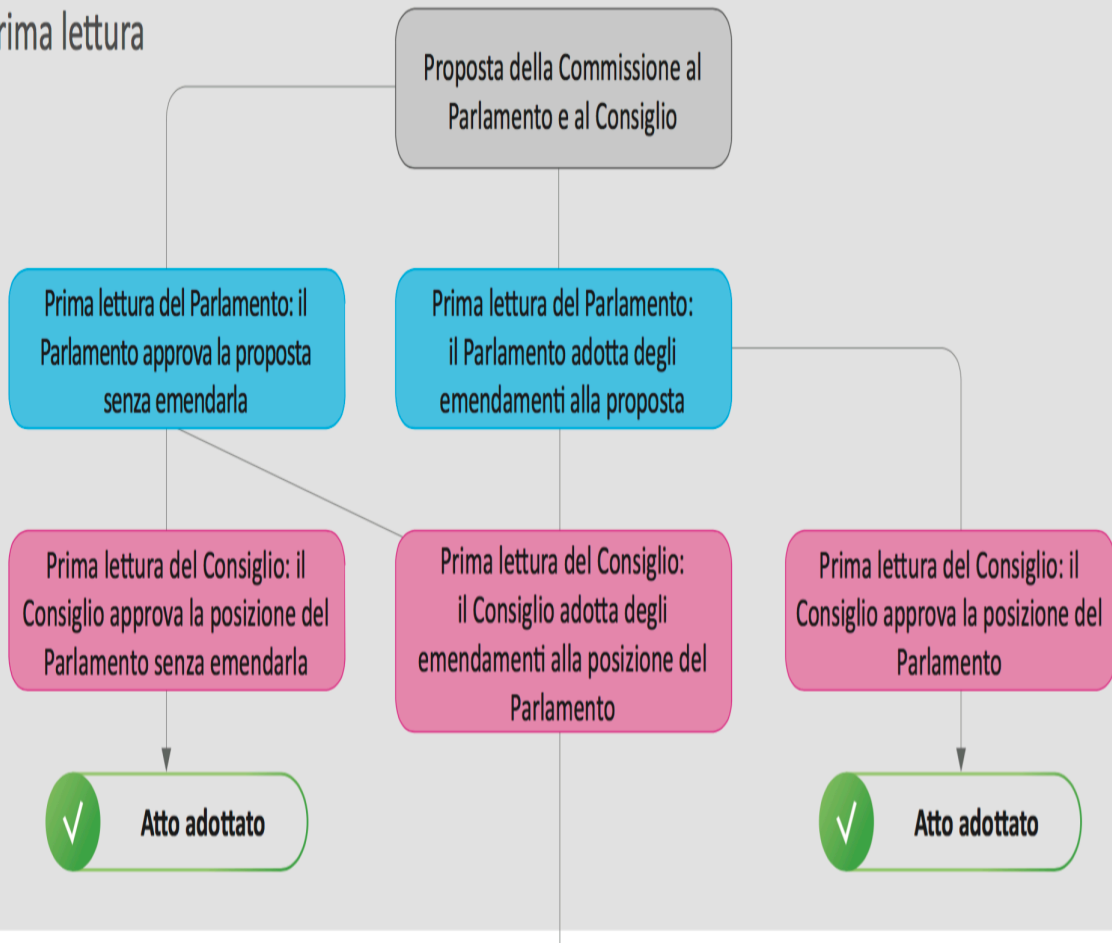 rima lettura
Proposta della Commissione al
Parlamento e al Consiglio
Prima lettura del Parlamento: il
Parlamento approva la proposta
senza emendarla
Prima lettura del Parlamento:
il Parlamento adotta degli
emendamenti alla proposta
Prima lettura del Consiglio: il
Consiglio approva la posizione del
Parlamento senza emendarla
Prima lettura del Consiglio:
il Consiglio adotta degli
emendamenti alla posizione del
Parlamento
Prima lettura del Consiglio: il
Consiglio approva la posizione del
Parlamento
Atto adottato
Atto adottato